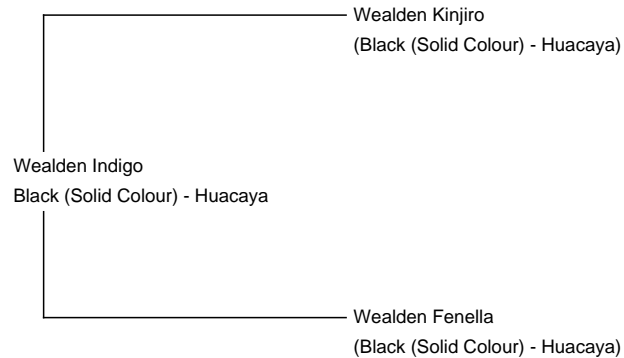 Wealden Kinjiro
(Black (Solid Colour) - Huacaya)
Wealden Indigo
Black (Solid Colour) - Huacaya
Wealden Fenella
(Black (Solid Colour) - Huacaya)